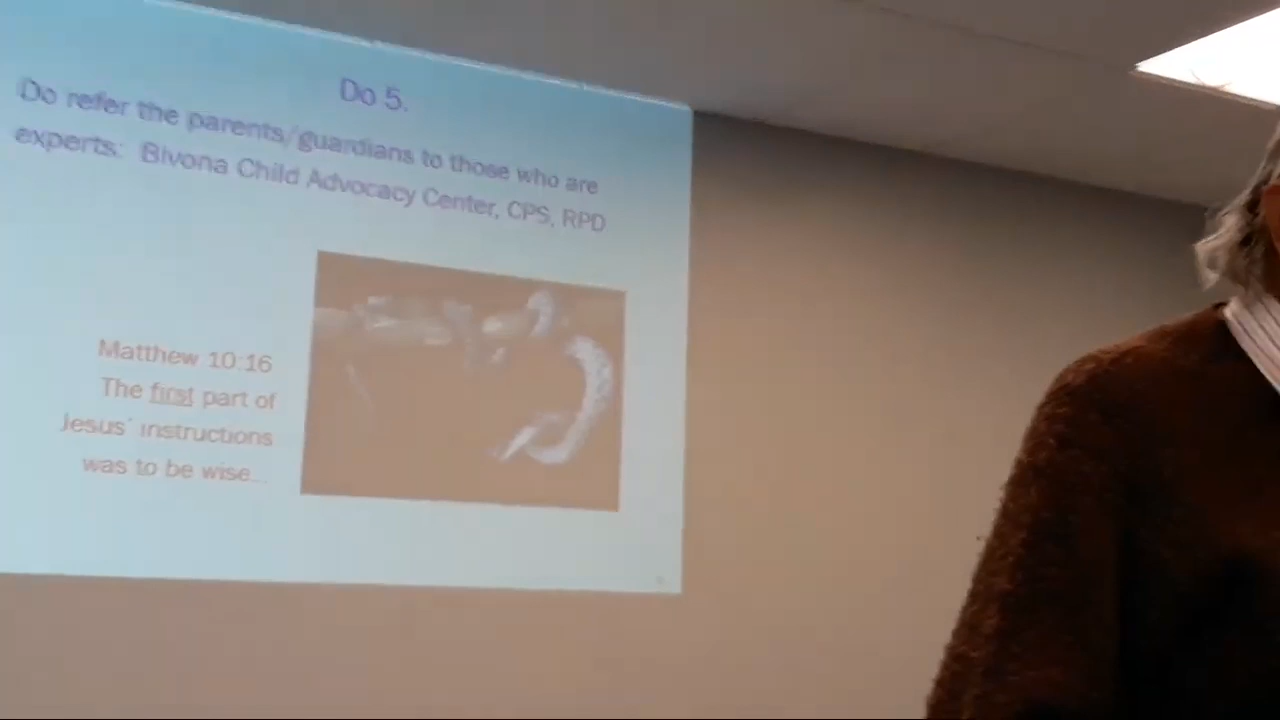 Do 5.
Do refer the parents/guardians to those who are
experts: Bivona Child Advocacy Center, CPS, RPD
Matthew 10:16
The first part of
Jesus' instructions
was to be wise...